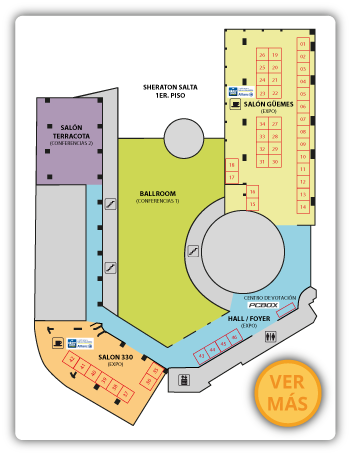 SHERATON SALTA
1ER. PISO
01
02
03
04
05
06
07
08
09
10
11
12
13
14
26 19
25 20
24 21
23 22
Allianz
SALÓN GÜEMES
(EXPO)
34 27
33 28
32 29
31 30
18
17
16
15
SALÓN
TERRACOTA
(CONFERENCIAS 2)
BALLROOM
(CONFERENCIAS 1)
CENTRO DE VOTACIÓN
PCBOX
HALL / FOYER
(EXPO)
Allianz
SALON 330
(EXPO)
VER
MÁS